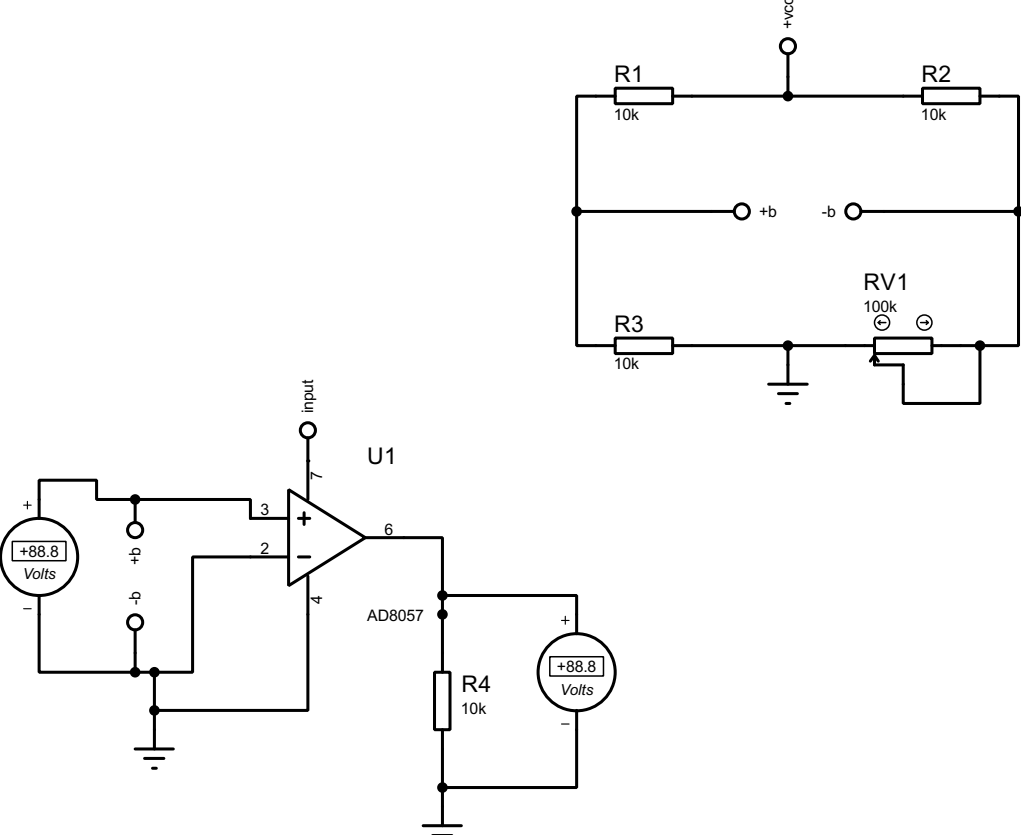 +vcc
R1
10k
R2
10k
+b
-b
RV1
100k
R3
10k
input
U1
7
3
+
2
−
6
4
AD8057
+
+88.8
Volts
−
+b
-b
R4
10k
+
+88.8
Volts
−